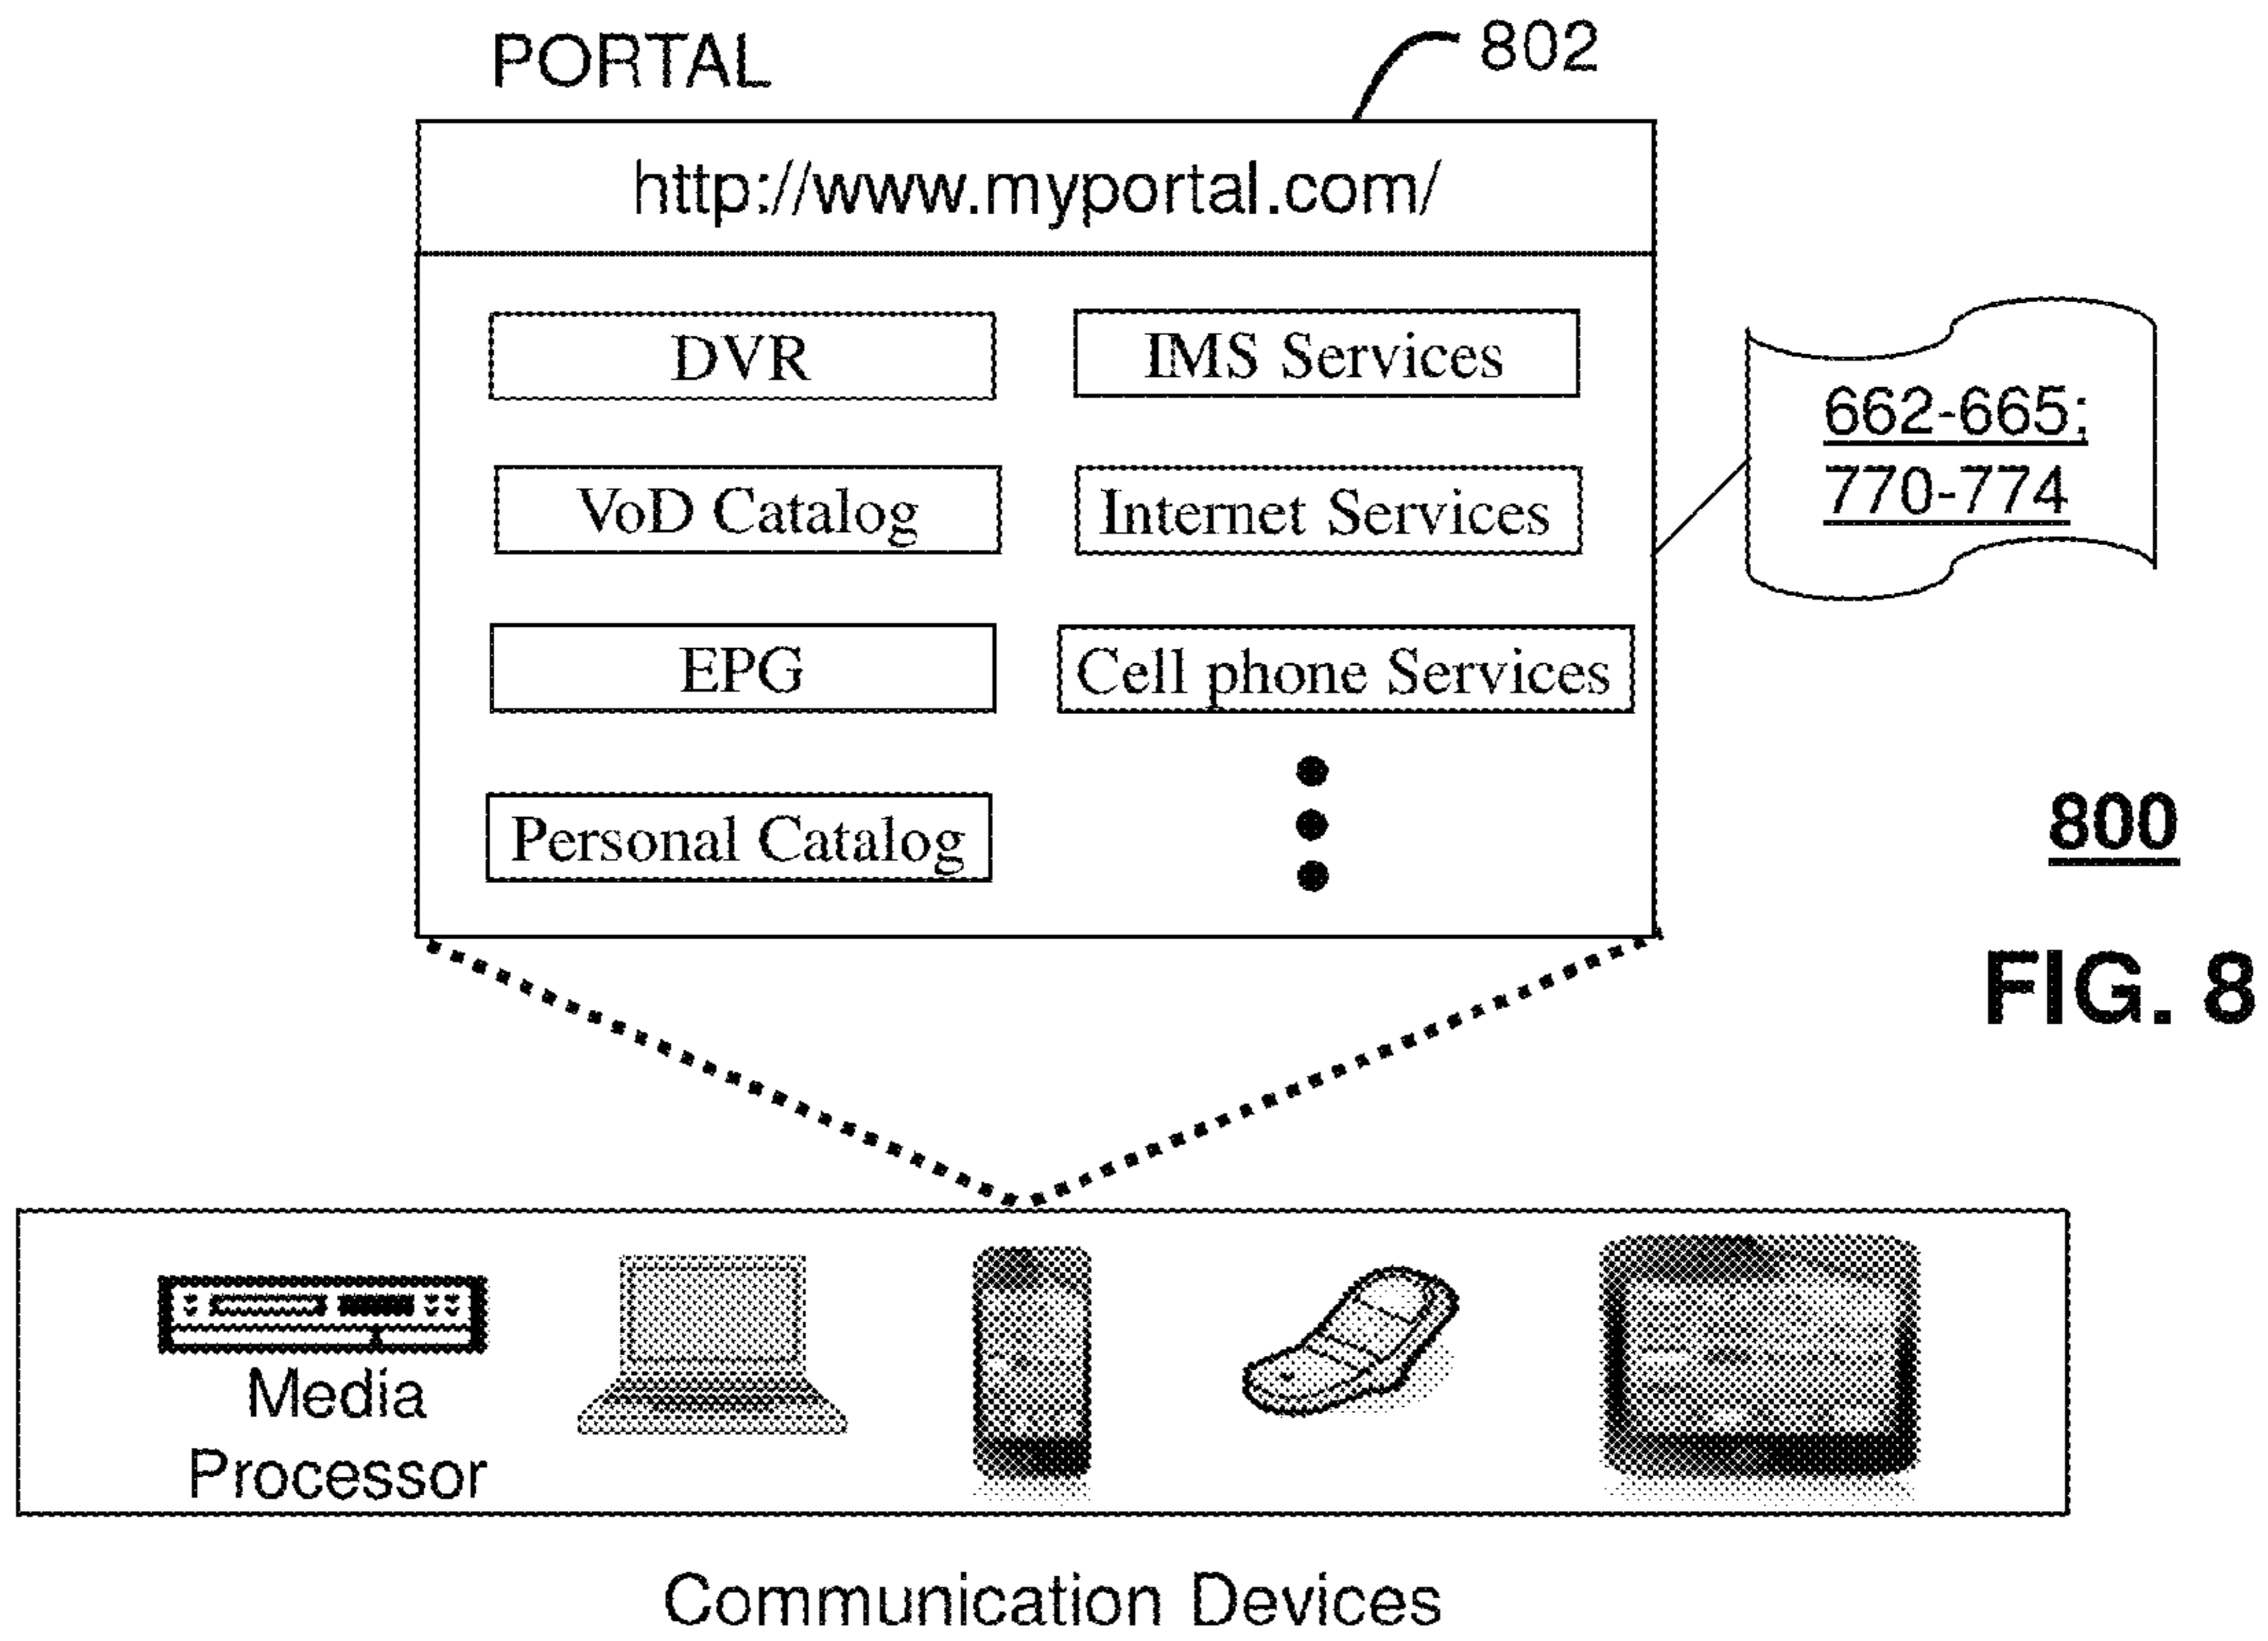 PORTAL
802
http://www.myportal.com/
DVR
IMS Services
VoD Catalog
Internet Services
EPG
Cell phone Services
Personal Catalog
662-665;
770-774
800
FIG. 8
Media
Processor
Communication Devices